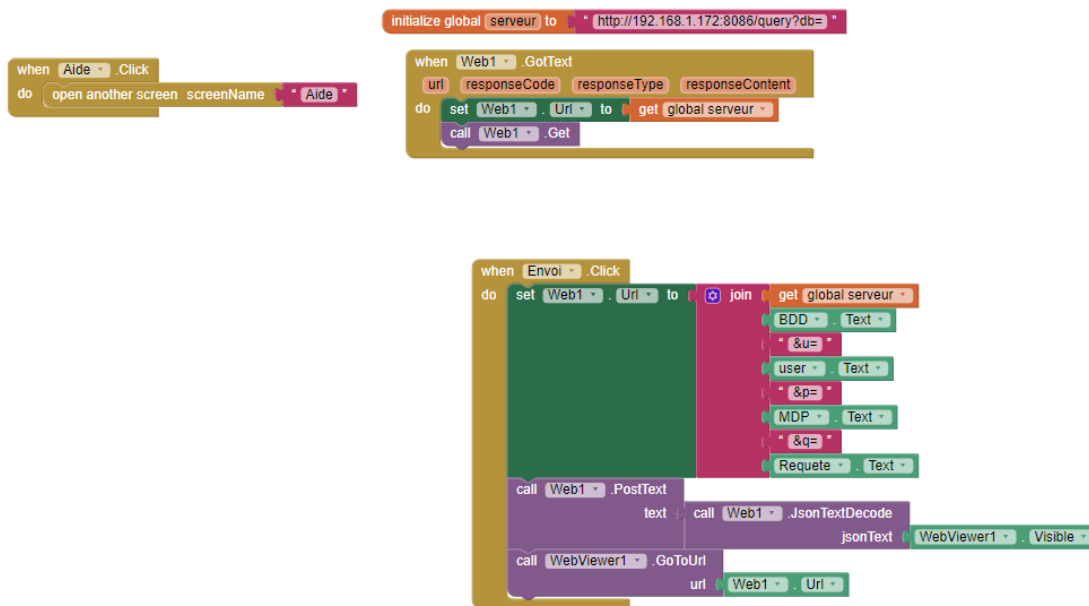 initialize global serveur to " http://192.168.1.172:8086/query?db= "
when Aide .Click
do open another screen screenName " Aide "
when Web1 .GotText
url responseCode responseType responseContent
do set Web1 . Url to get global serveur
call Web1 .Get
when Envoi .Click
do set Web1 . Url to join get global serveur
BDD . Text
" &u= "
user . Text
" &p= "
MDP . Text
" &q= "
Requete . Text
call Web1 .PostText
text call Web1 .JsonTextDecode
jsonText WebViewer1 . Visible
call WebViewer1 .GoToUrl
url Web1 . Url